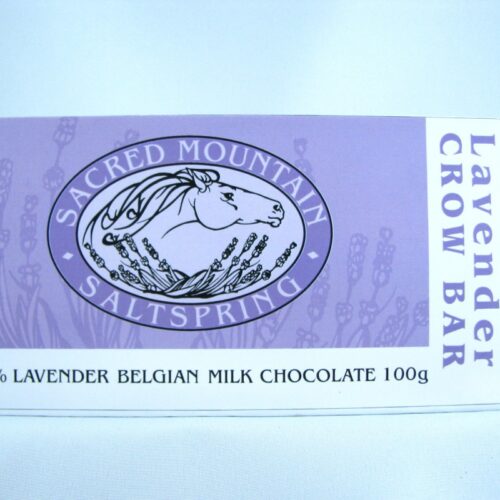 SACRED MOUNTAIN
• SALTSPRING •
% LAVENDER BELGIAN MILK CHOCOLATE 100g
Lavender
CROW BAR